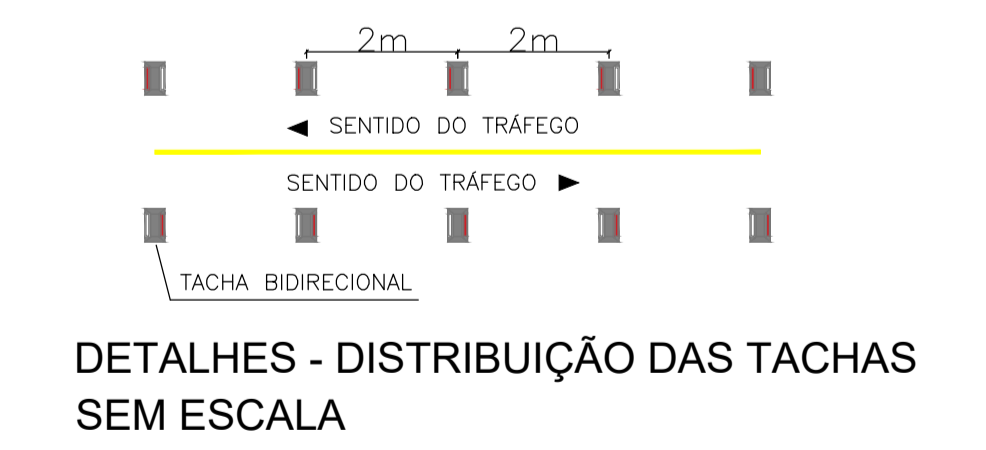 2m 2m
SENTIDO DO TRÁFEGO
SENTIDO DO TRÁFEGO
TACHA BIDIRECIONAL
DETALHES - DISTRIBUIÇÃO DAS TACHAS
SEM ESCALA